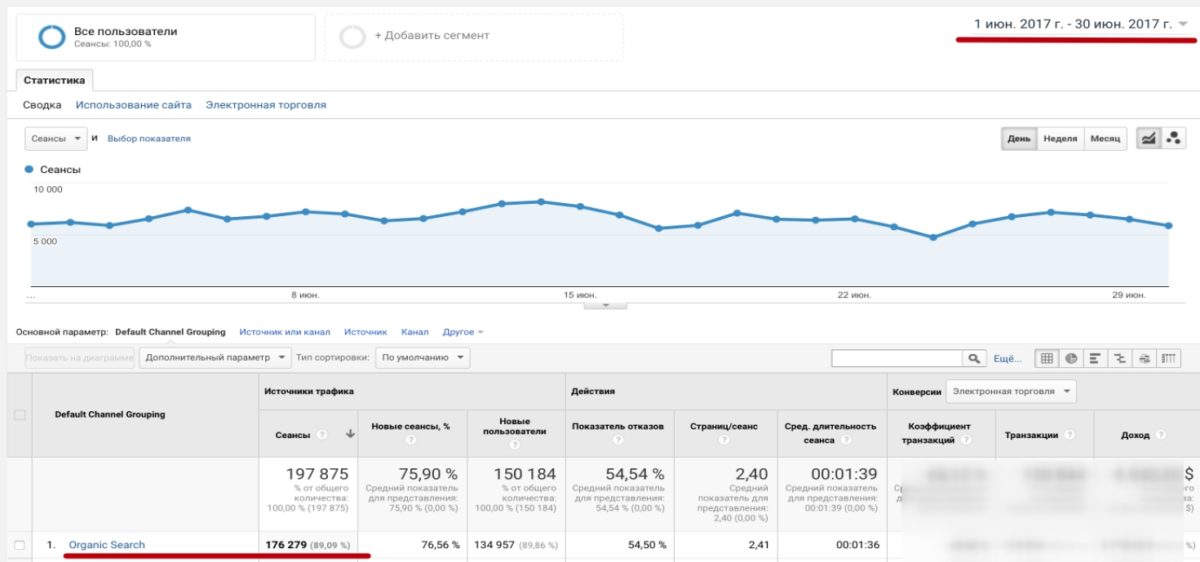 Все пользователи
Сеансы: 100,00 %
+ Добавить сегмент
1 июн. 2017 г. - 30 июн. 2017 г.
Статистика
Сводка Использование сайта Электронная торговля
Сеансы и Выбор показателя
День Неделя Месяц
Сеансы
10 000
5 000
... 8 июн. 15 июн. 22 июн. 29 июн.
Основной параметр: Default Channel Grouping Источник или канал Источник Канал Другое
Показать на диаграмме Дополнительный параметр Тип сортировки: По умолчанию Ещё...
Default Channel Grouping
Источники трафика
Действия
Конверсии Электронная торговля
Сеансы ?
Новые сеансы, %
?
Новые
пользователи
?
Показатель отказов
?
Страниц/сеанс
?
Сред. длительность
сеанса ?
Коэффициент
транзакций ?
Транзакции ?
Доход ?
197 875
% от общего
количества:
100,00 % (197 875)
75,90 %
Средний показатель
для представления:
75,90 % (0,00 %)
150 184
% от общего
количества:
100,00 % (150 184)
54,54 %
Средний показатель
для представления:
54,54 % (0,00 %)
2,40
Средний
показатель для
представления:
2,40 (0,00 %)
00:01:39
Средний показатель
для представления:
00:01:39 (0,00 %)
$
1. Organic Search 176 279 (89,09 %) 76,56 % 134 957 (89,86 %) 54,50 % 2,41 00:01:36